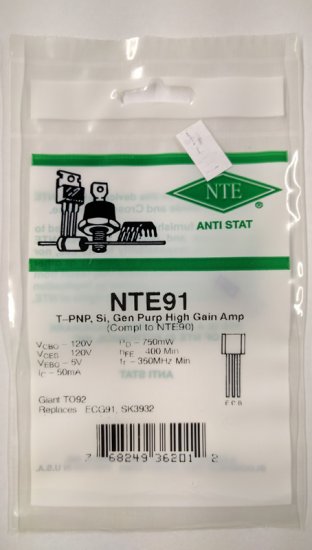 NTE
®
ANTI STAT
NTE91
T-PNP, Si, Gen Purp High Gain Amp
(Compl to NTE90)
VCBO - 120V PD - 750mW
VCES - 120V hFE - 400 Min
VEBO - 5V fT - 350MHz Min
IC - 50mA
Giant TO92
E C B
Replaces ECG91, SK3932
7 68249 36201 2